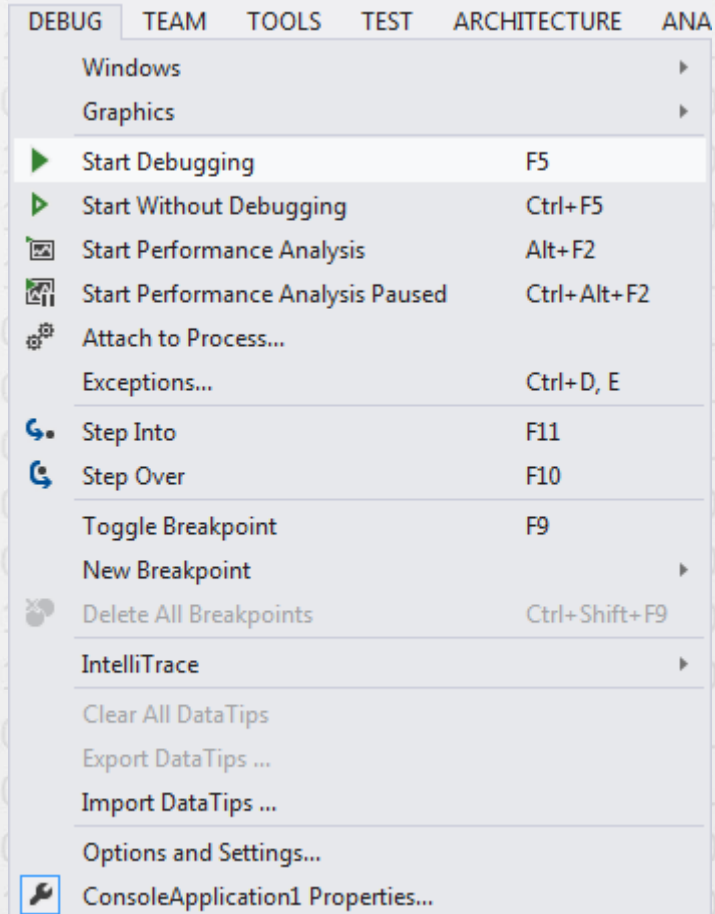 DEBUG TEAM TOOLS TEST ARCHITECTURE ANA
Windows
Graphics
Start Debugging F5
Start Without Debugging Ctrl+F5
Start Performance Analysis Alt+F2
Start Performance Analysis Paused Ctrl+Alt+F2
Attach to Process...
Exceptions... Ctrl+D, E
Step Into F11
Step Over F10
Toggle Breakpoint F9
New Breakpoint
Delete All Breakpoints Ctrl+Shift+F9
IntelliTrace
Clear All DataTips
Export DataTips ...
Import DataTips ...
Options and Settings...
ConsoleApplication1 Properties...